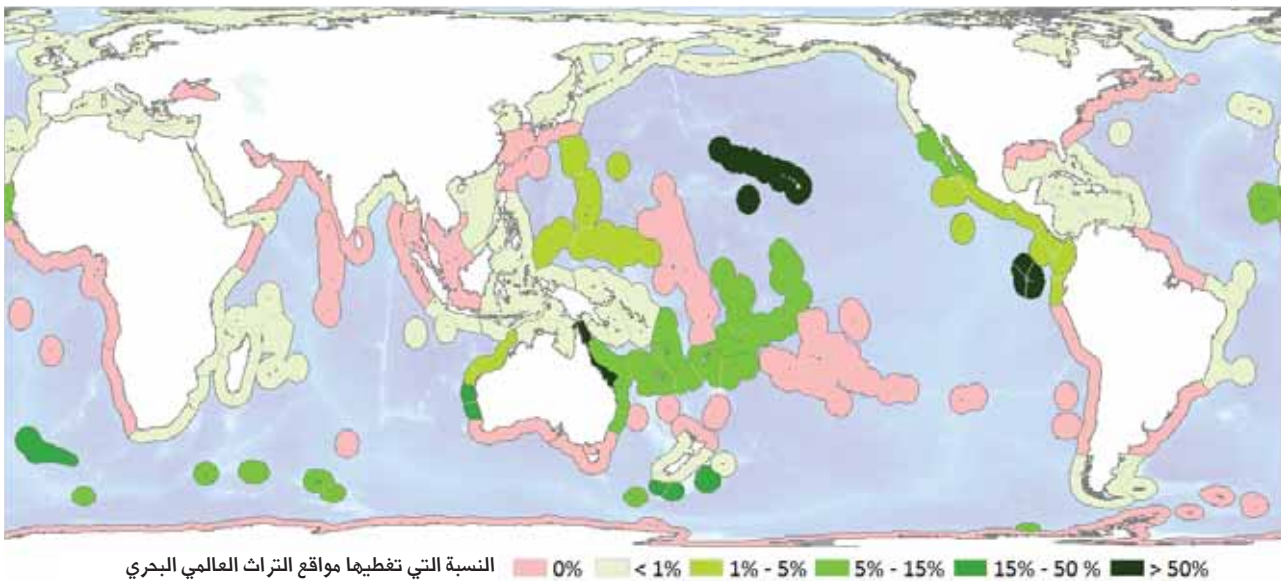 النسبة التي تغطيها مواقع التراث العالمي البحري 0% < 1% 1% - 5% 5% - 15% 15% - 50 % > 50%